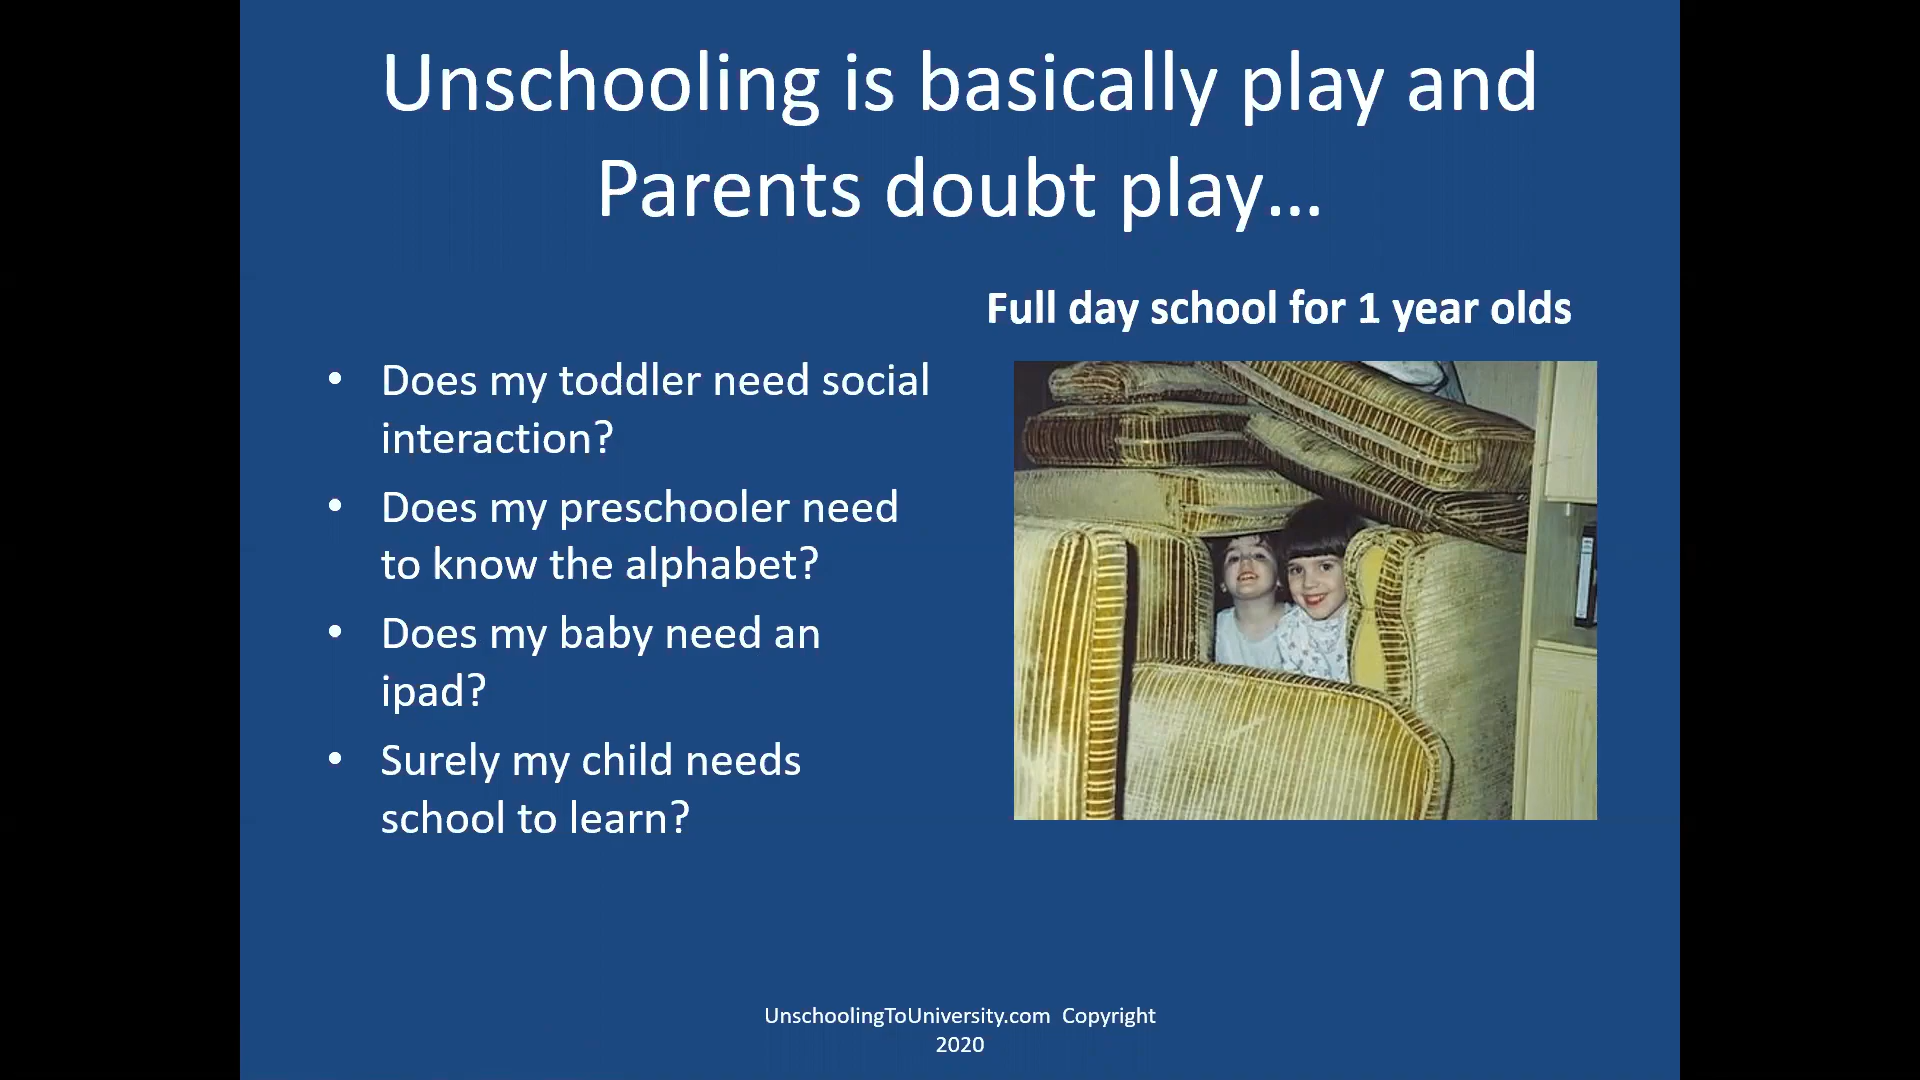 Unschooling is basically play and
Parents doubt play...
Full day school for 1 year olds
• Does my toddler need social
interaction?
• Does my preschooler need
to know the alphabet?
• Does my baby need an
ipad?
• Surely my child needs
school to learn?
UnschoolingToUniversity.com Copyright
2020